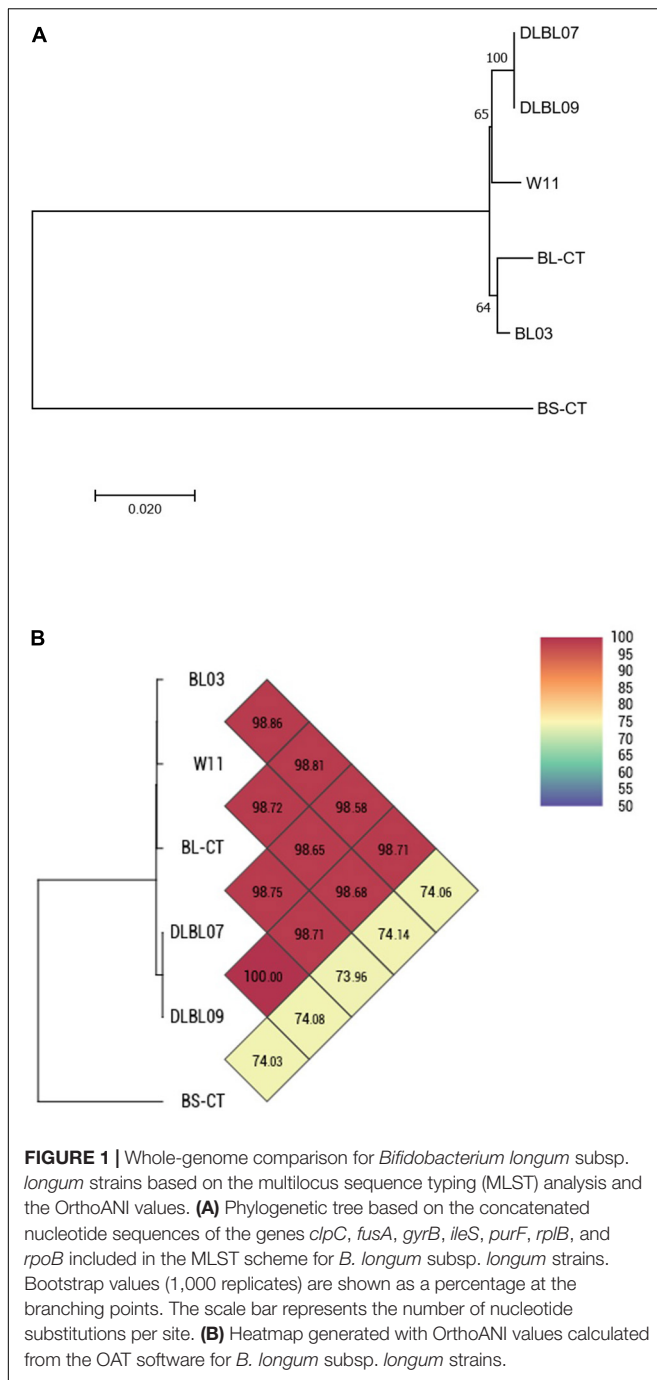 A
DLBL07
100
DLBL09
65
W11
BL-CT
64
BL03
BS-CT
0.020
B
BL03
W11
BL-CT
DLBL07
DLBL09
BS-CT
98.86
98.81
98.72
98.58
98.65
98.71
98.75
98.68
74.06
98.71
74.14
100.00
73.96
74.08
74.03
100
95
90
85
80
75
70
65
60
55
50
FIGURE 1 | Whole-genome comparison for Bifidobacterium longum subsp.
longum strains based on the multilocus sequence typing (MLST) analysis and
the OrthoANI values. (A) Phylogenetic tree based on the concatenated
nucleotide sequences of the genes clpC, fusA, gyrB, ileS, purF, rplB, and
rpoB included in the MLST scheme for B. longum subsp. longum strains.
Bootstrap values (1,000 replicates) are shown as a percentage at the
branching points. The scale bar represents the number of nucleotide
substitutions per site. (B) Heatmap generated with OrthoANI values calculated
from the OAT software for B. longum subsp. longum strains.